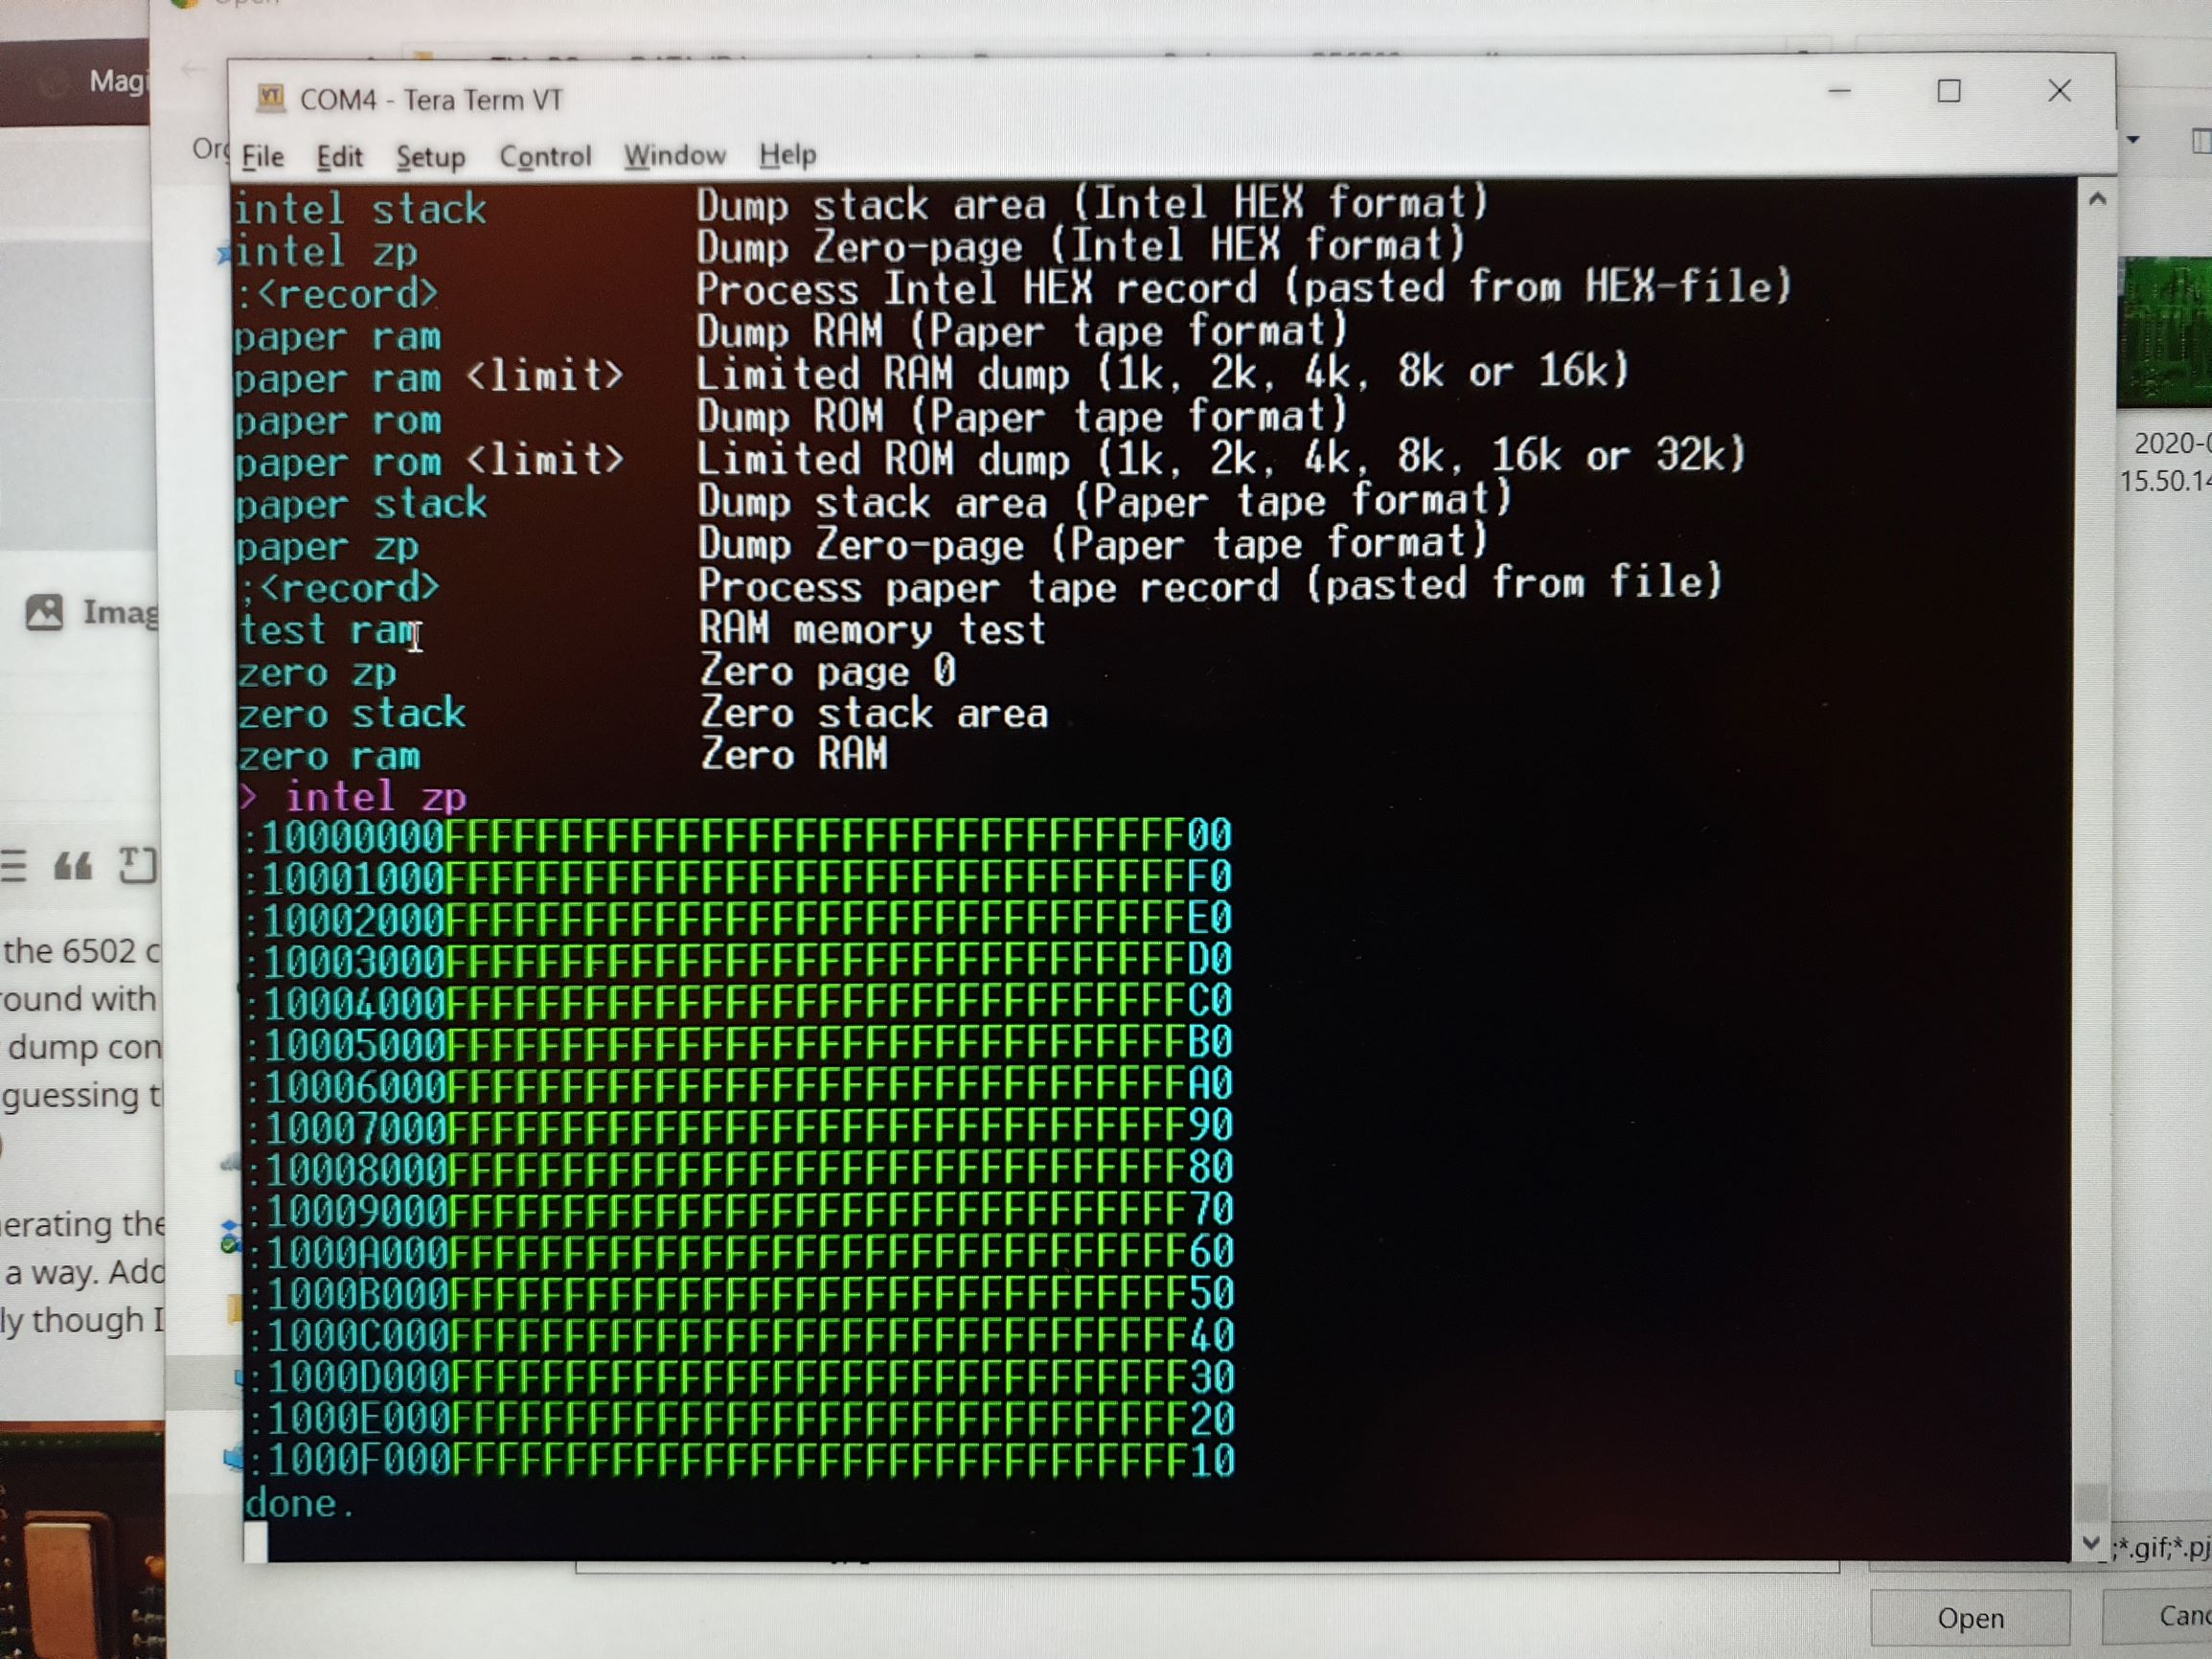 Open
Magi
COM4 - Tera Term VT
Org
File Edit Setup Control Window Help
intel stack Dump stack area (Intel HEX format)
intel zp Dump Zero-page (Intel HEX format)
:<record> Process Intel HEX record (pasted from HEX-file)
paper ram Dump RAM (Paper tape format)
paper ram <limit> Limited RAM dump (1k, 2k, 4k, 8k or 16k)
paper rom Dump ROM (Paper tape format)
paper rom <limit> Limited ROM dump (1k, 2k, 4k, 8k, 16k or 32k)
paper stack Dump stack area (Paper tape format)
paper zp Dump Zero-page (Paper tape format)
;<record> Process paper tape record (pasted from file)
test ram RAM memory test
zero zp Zero page 0
zero stack Zero stack area
zero ram Zero RAM
> intel zp
:10000000FFFFFFFFFFFFFFFFFFFFFFFFFFFFFFFF00
:10001000FFFFFFFFFFFFFFFFFFFFFFFFFFFFFFFFF0
:10002000FFFFFFFFFFFFFFFFFFFFFFFFFFFFFFFFE0
:10003000FFFFFFFFFFFFFFFFFFFFFFFFFFFFFFFFD0
:10004000FFFFFFFFFFFFFFFFFFFFFFFFFFFFFFFFC0
:10005000FFFFFFFFFFFFFFFFFFFFFFFFFFFFFFFFB0
:10006000FFFFFFFFFFFFFFFFFFFFFFFFFFFFFFFFA0
:10007000FFFFFFFFFFFFFFFFFFFFFFFFFFFFFFFF90
:10008000FFFFFFFFFFFFFFFFFFFFFFFFFFFFFFFF80
:10009000FFFFFFFFFFFFFFFFFFFFFFFFFFFFFFFF70
:1000A000FFFFFFFFFFFFFFFFFFFFFFFFFFFFFFFF60
:1000B000FFFFFFFFFFFFFFFFFFFFFFFFFFFFFFFF50
:1000C000FFFFFFFFFFFFFFFFFFFFFFFFFFFFFFFF40
:1000D000FFFFFFFFFFFFFFFFFFFFFFFFFFFFFFFF30
:1000E000FFFFFFFFFFFFFFFFFFFFFFFFFFFFFFFF20
:1000F000FFFFFFFFFFFFFFFFFFFFFFFFFFFFFFFF10
done.
Imag
the 6502 c
ound with
dump con
guessing t
erating the
a way. Add
ly though I
2020-0
15.50.14
;*.gif;*.pj
Open
Canc